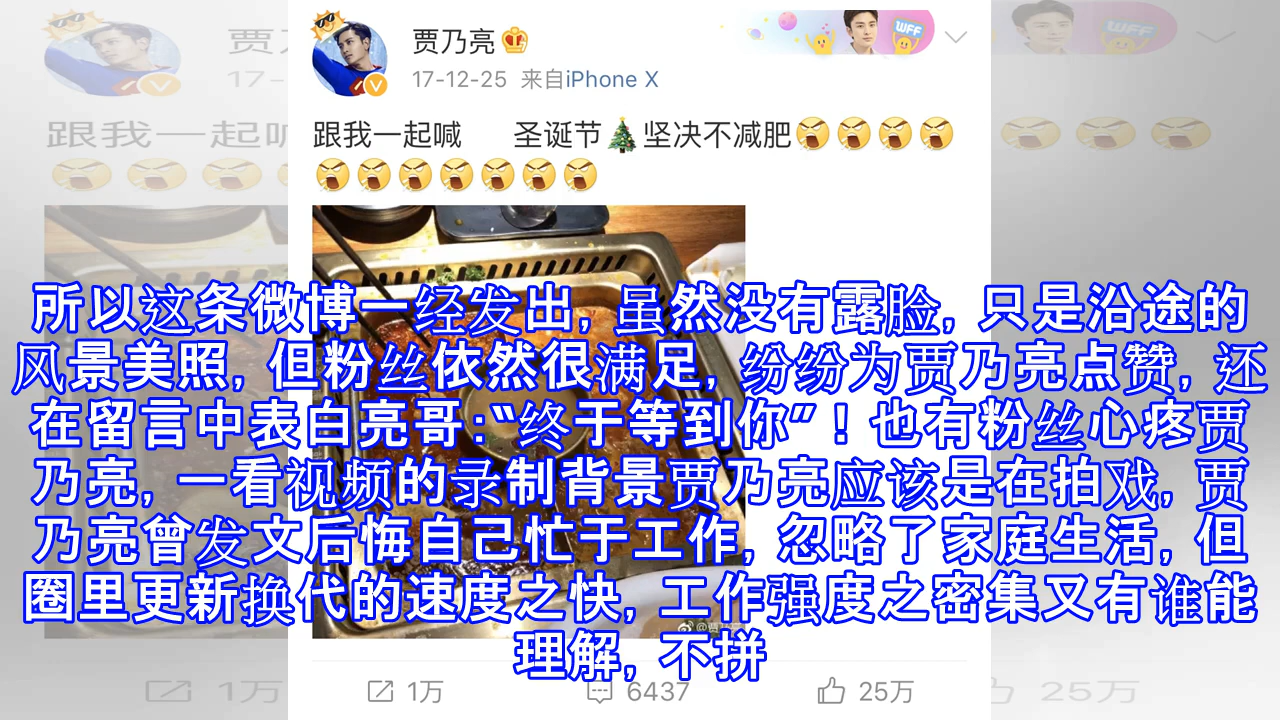 贾乃亮
WFF
17-12-25 来自iPhone X
跟我一起喊 圣诞节🎄坚决不减肥
所以这条微博一经发出, 虽然没有露脸, 只是沿途的
风景美照, 但粉丝依然很满足, 纷纷为贾乃亮点赞, 还
在留言中表白亮哥:“终于等到你”! 也有粉丝心疼贾
乃亮, 一看视频的录制背景贾乃亮应该是在拍戏, 贾
乃亮曾发文后悔自己忙于工作, 忽略了家庭生活, 但
圈里更新换代的速度之快, 工作强度之密集又有谁能
理解, 不拼
1万 6437 25万